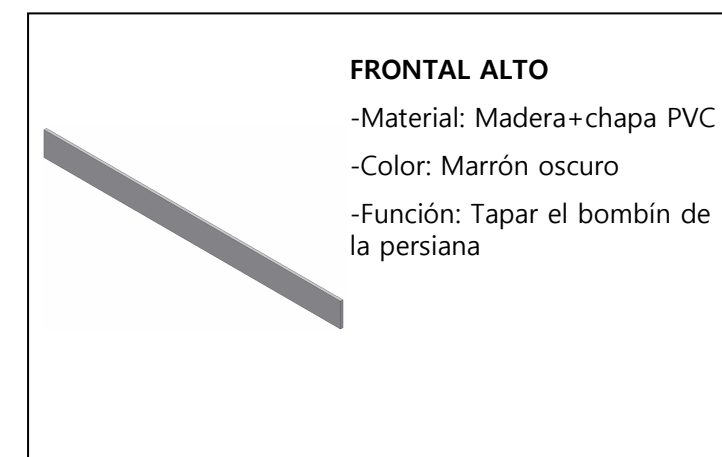 FRONTAL ALTO
-Material: Madera+chapa PVC
-Color: Marrón oscuro
-Función: Tapar el bombín de
la persiana